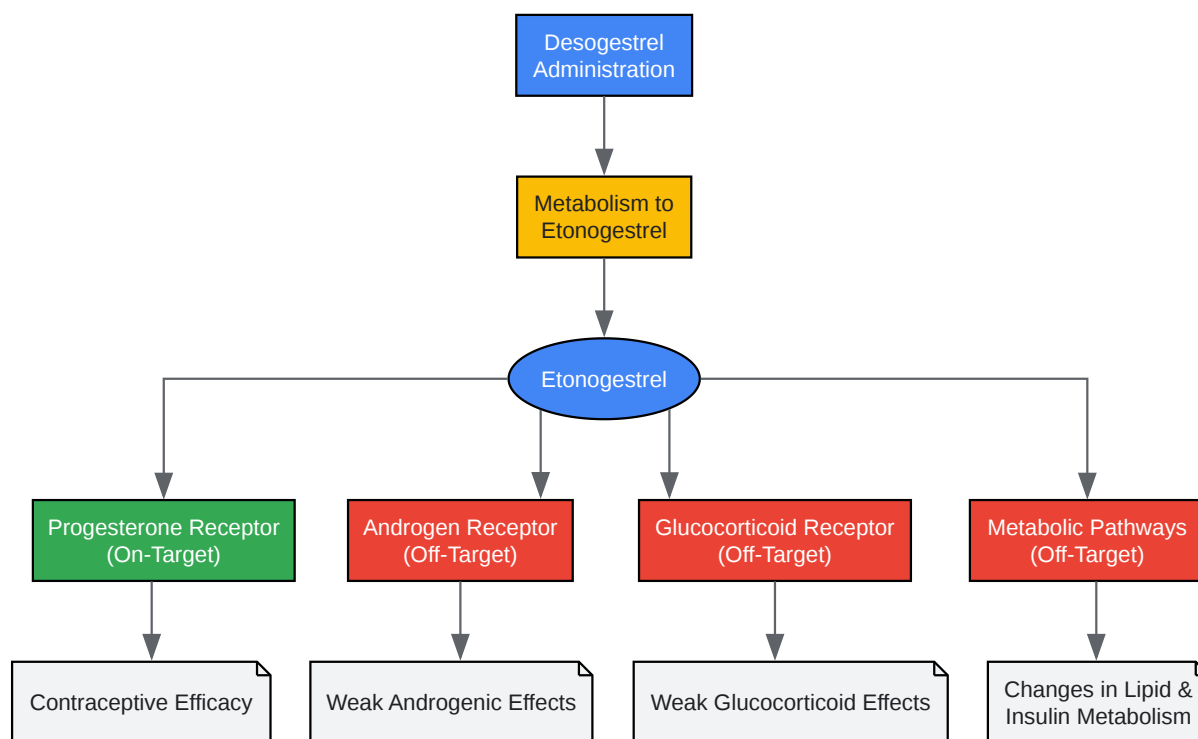 Desogestrel
Administration
Metabolism to
Etonogestrel
Etonogestrel
Progesterone Receptor
(On-Target)
Androgen Receptor
(Off-Target)
Glucocorticoid Receptor
(Off-Target)
Metabolic Pathways
(Off-Target)
Contraceptive Efficacy
Weak Androgenic Effects
Weak Glucocorticoid Effects
Changes in Lipid &
Insulin Metabolism